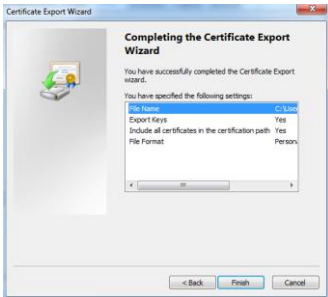 Certificate Export Wizard
Completing the Certificate Export
Wizard
You have successfully completed the Certificate Export
wizard.
You have specified the following settings:
File Name C:\Use
Export Keys Yes
Include all certificates in the certification path Yes
File Format Person
< Back Finish Cancel